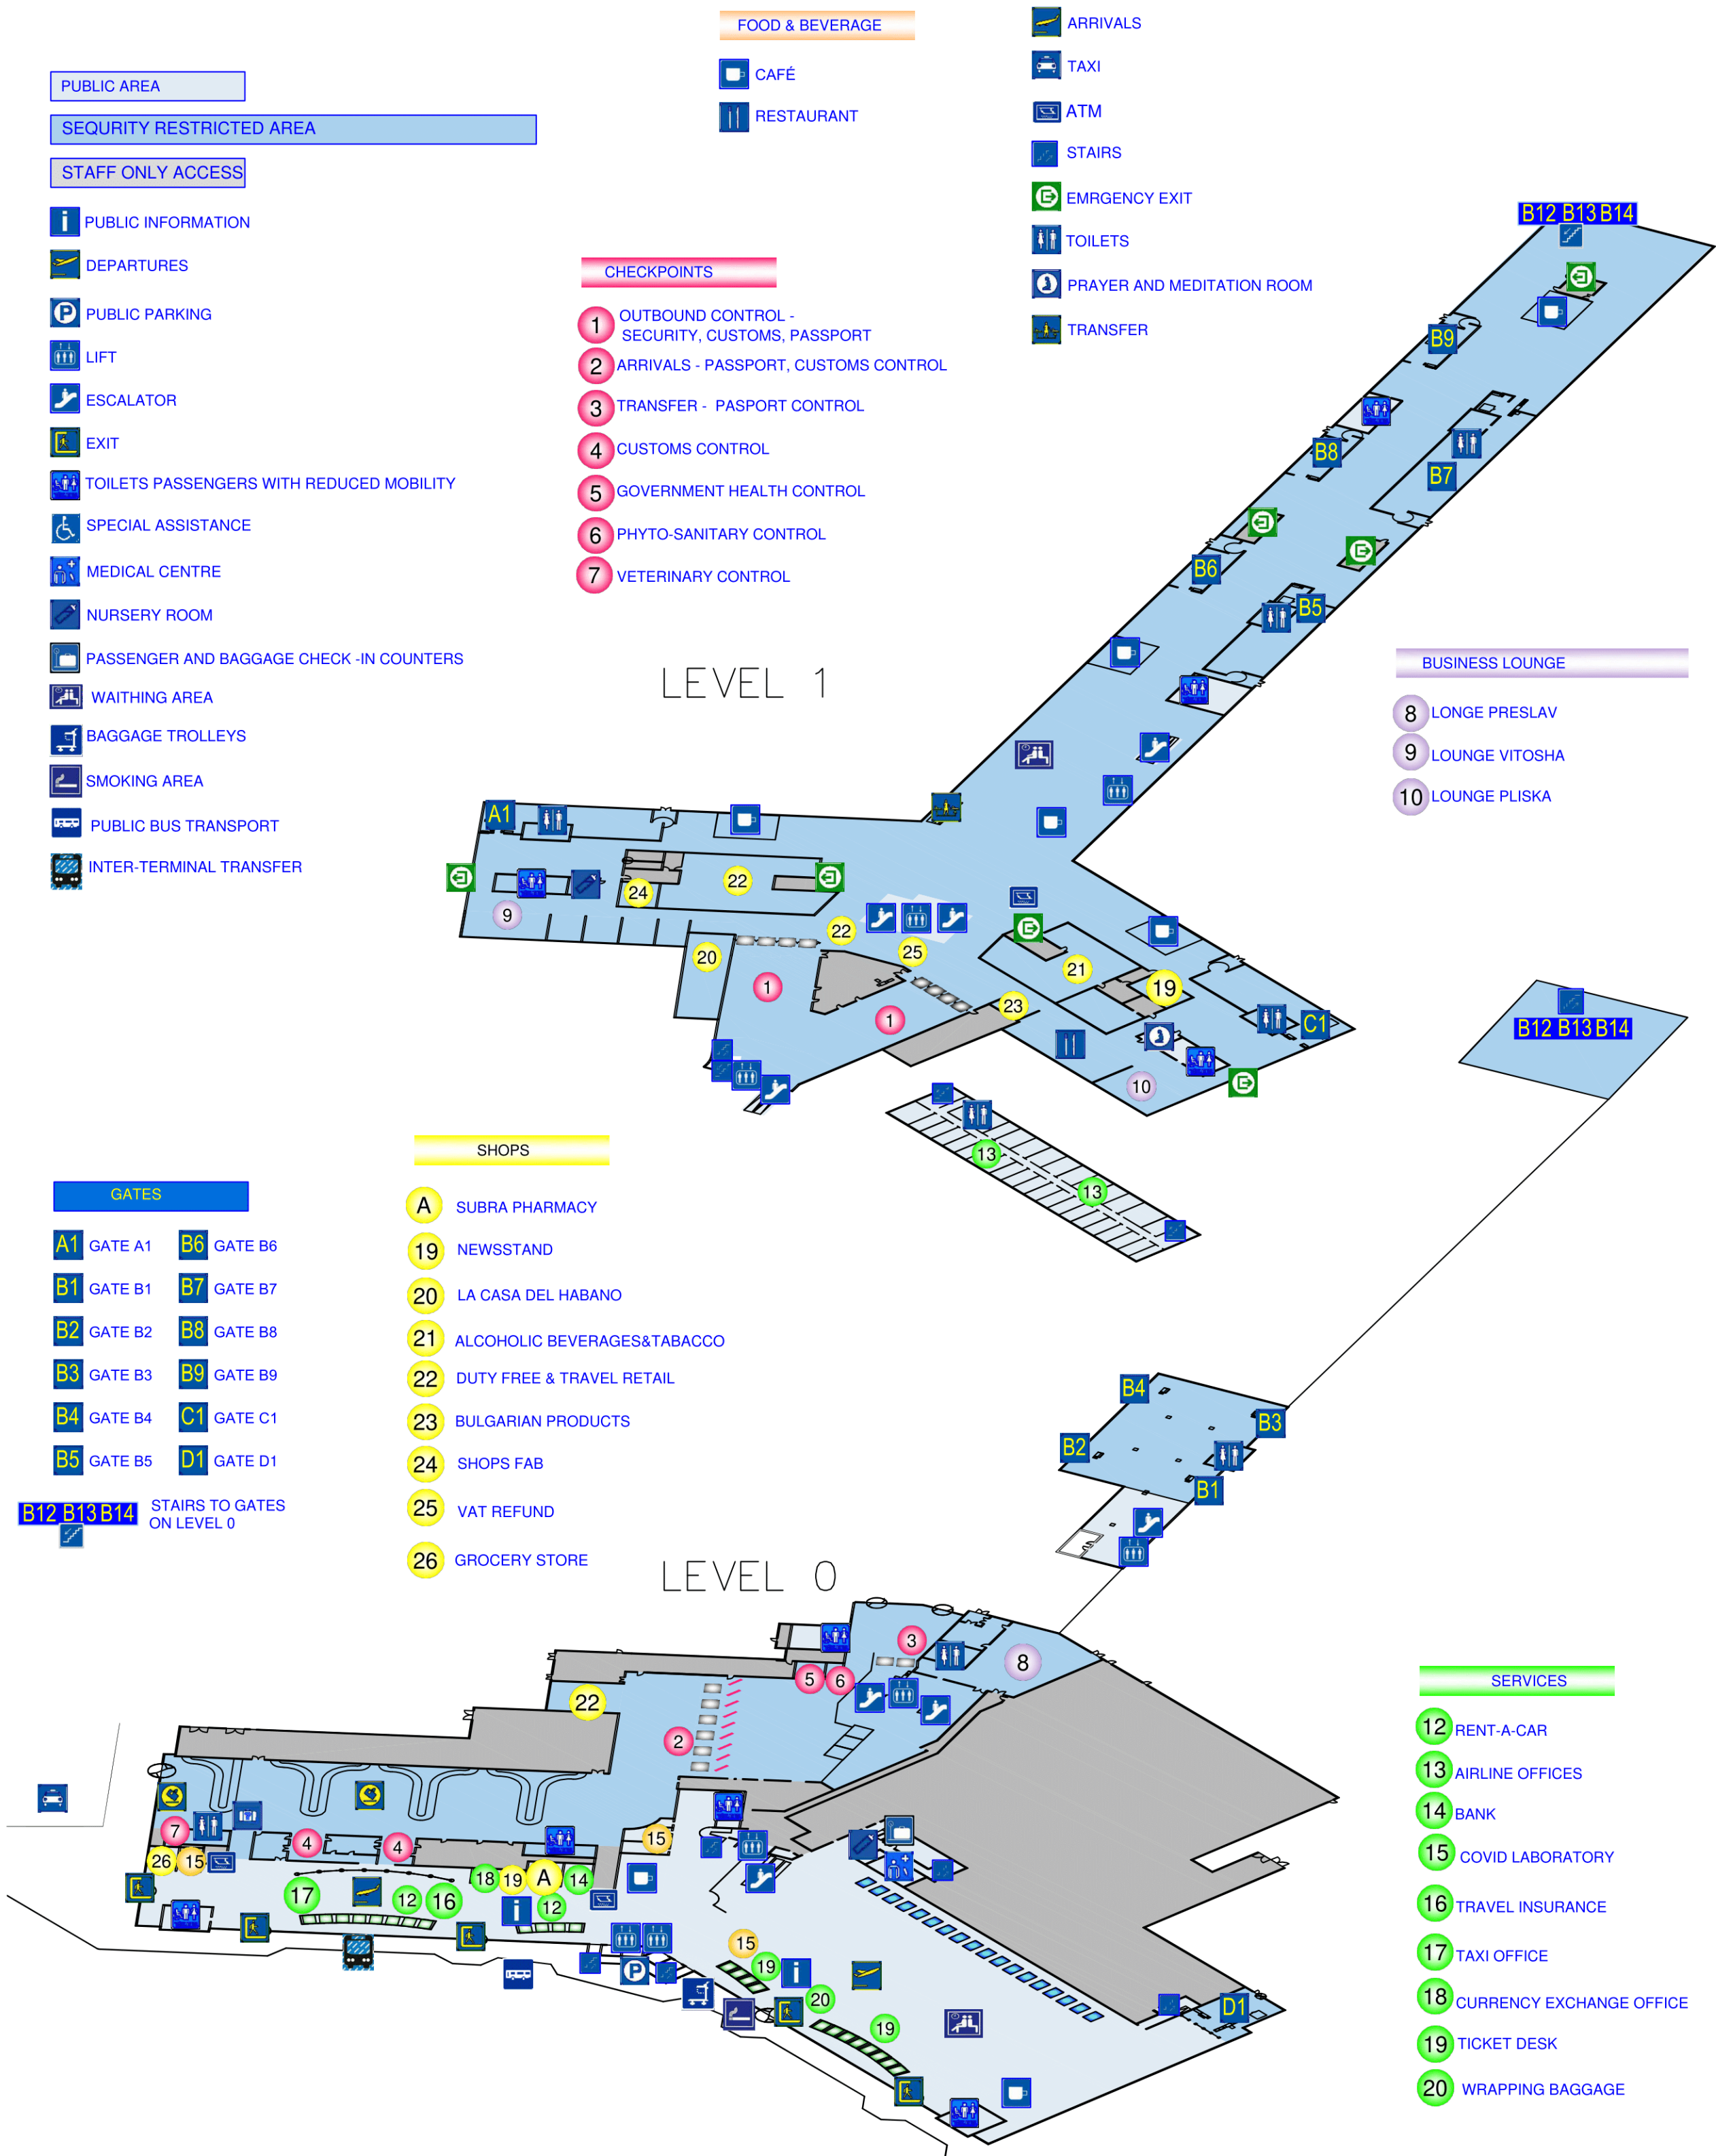 FOOD & BEVERAGE
CAFÉ
RESTAURANT
ARRIVALS
TAXI
ATM
STAIRS
EMRGENCY EXIT
TOILETS
PRAYER AND MEDITATION ROOM
TRANSFER
PUBLIC AREA
SEQURITY RESTRICTED AREA
STAFF ONLY ACCESS
PUBLIC INFORMATION
DEPARTURES
PUBLIC PARKING
LIFT
ESCALATOR
EXIT
TOILETS PASSENGERS WITH REDUCED MOBILITY
SPECIAL ASSISTANCE
MEDICAL CENTRE
NURSERY ROOM
PASSENGER AND BAGGAGE CHECK -IN COUNTERS
WAITHING AREA
BAGGAGE TROLLEYS
SMOKING AREA
PUBLIC BUS TRANSPORT
INTER-TERMINAL TRANSFER
CHECKPOINTS
1 OUTBOUND CONTROL -
SECURITY, CUSTOMS, PASSPORT
2 ARRIVALS - PASSPORT, CUSTOMS CONTROL
3 TRANSFER - PASPORT CONTROL
4 CUSTOMS CONTROL
5 GOVERNMENT HEALTH CONTROL
6 PHYTO-SANITARY CONTROL
7 VETERINARY CONTROL
BUSINESS LOUNGE
8 LONGE PRESLAV
9 LOUNGE VITOSHA
10 LOUNGE PLISKA
LEVEL 1
B12 B13 B14
B9
B8
B7
B6
B5
A1
24
22
9
22
20
25
1
1
21
19
23
C1
10
13
13
B12 B13 B14
GATES
A1 GATE A1
B6 GATE B6
B1 GATE B1
B7 GATE B7
B2 GATE B2
B8 GATE B8
B3 GATE B3
B9 GATE B9
B4 GATE B4
C1 GATE C1
B5 GATE B5
D1 GATE D1
B12 B13 B14 STAIRS TO GATES
ON LEVEL 0
SHOPS
A SUBRA PHARMACY
19 NEWSSTAND
20 LA CASA DEL HABANO
21 ALCOHOLIC BEVERAGES&TABACCO
22 DUTY FREE & TRAVEL RETAIL
23 BULGARIAN PRODUCTS
24 SHOPS FAB
25 VAT REFUND
26 GROCERY STORE
LEVEL 0
B4
B3
B2
B1
3
8
5
6
22
2
7
4
4
15
26
15
18
19
A
14
17
12
16
12
15
19
20
19
D1
SERVICES
12 RENT-A-CAR
13 AIRLINE OFFICES
14 BANK
15 COVID LABORATORY
16 TRAVEL INSURANCE
17 TAXI OFFICE
18 CURRENCY EXCHANGE OFFICE
19 TICKET DESK
20 WRAPPING BAGGAGE